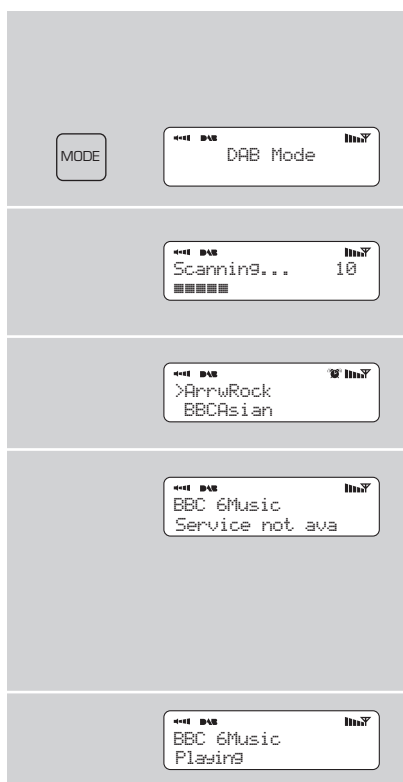 MODE
DAB
DAB Mode
DAB
Scanning... 10
DAB
>ArrwRock
BBCAsian
DAB
BBC 6Music
Service not ava
DAB
BBC 6Music
Playing